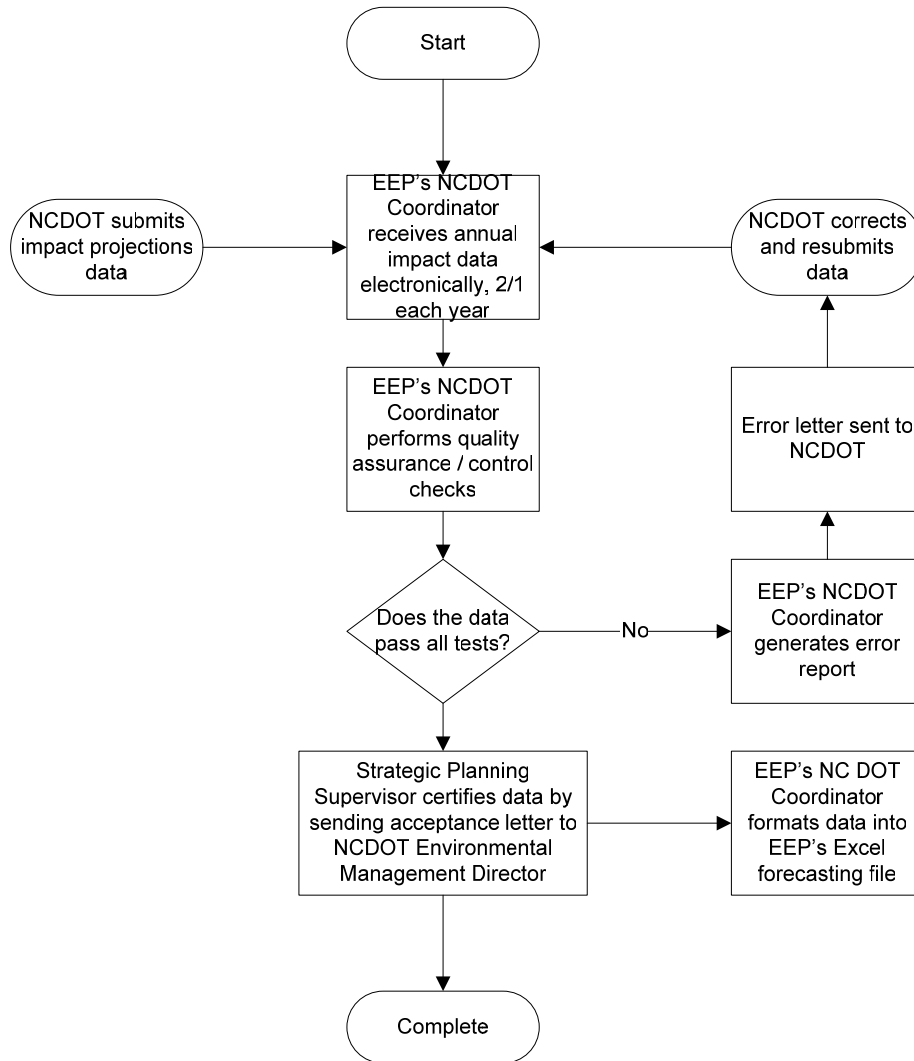 Start
EEP’s NCDOT
Coordinator
receives annual
impact data
electronically, 2/1
each year
NCDOT submits
impact projections
data
NCDOT corrects
and resubmits
data
EEP’s NCDOT
Coordinator
performs quality
assurance / control
checks
Error letter sent to
NCDOT
Does the data
pass all tests?
No
EEP’s NCDOT
Coordinator
generates error
report
Strategic Planning
Supervisor certifies data by
sending acceptance letter to
NCDOT Environmental
Management Director
EEP’s NC DOT
Coordinator
formats data into
EEP’s Excel
forecasting file
Complete